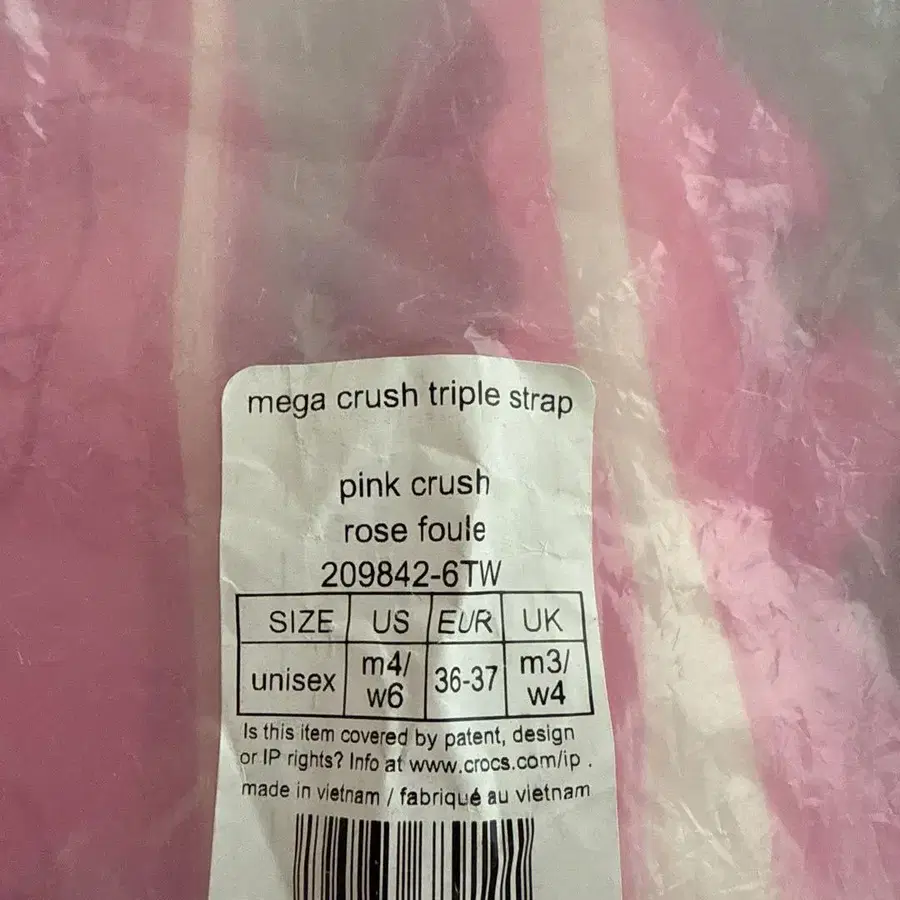 mega crush triple strap
pink crush
rose foule
209842-6TW
SIZE US EUR UK
unisex m4/ w6 36-37 m3/ w4
Is this item covered by patent, design
or IP rights? Info at www.crocs.com/ip .
made in vietnam / fabriqué au vietnam